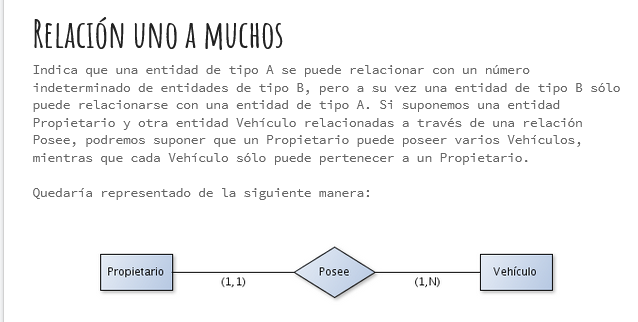 Relación uno a muchos
Indica que una entidad de tipo A se puede relacionar con un número
indeterminado de entidades de tipo B, pero a su vez una entidad de tipo B sólo
puede relacionarse con una entidad de tipo A. Si suponemos una entidad
Propietario y otra entidad Vehículo relacionadas a través de una relación
Posee, podremos suponer que un Propietario puede poseer varios Vehículos,
mientras que cada Vehículo sólo puede pertenecer a un Propietario.
Quedaría representado de la siguiente manera:
Propietario
(1,1)
Posee
(1,N)
Vehículo